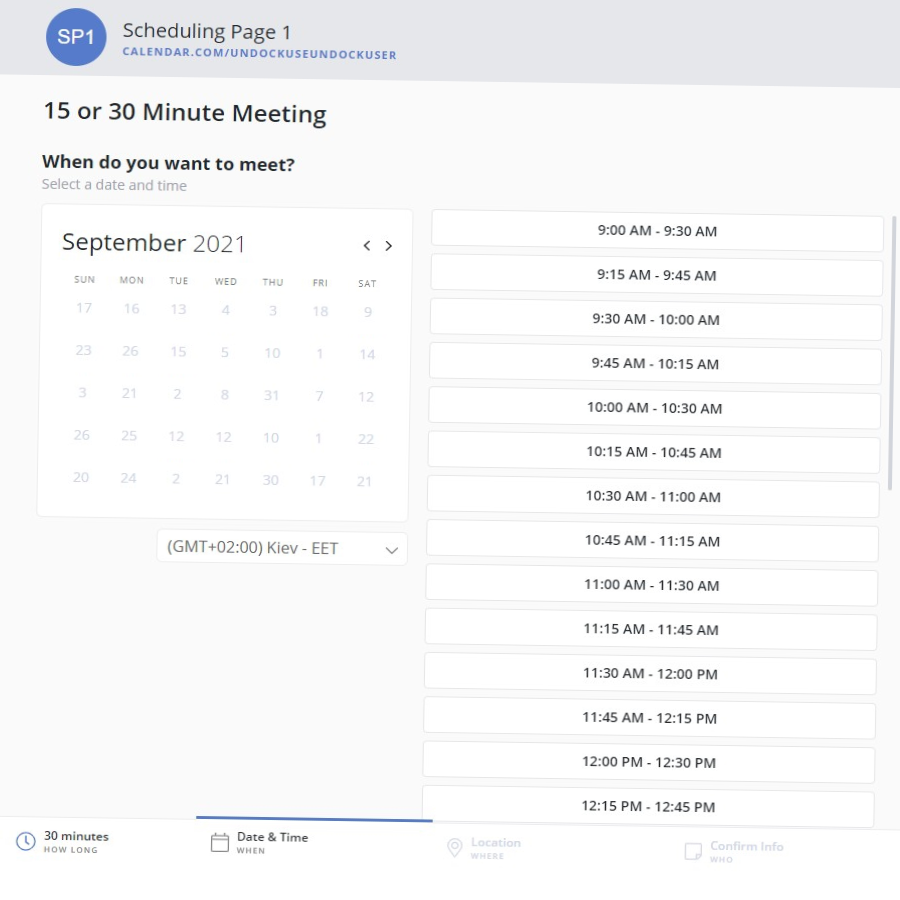 SP1
Scheduling Page 1
CALENDAR.COM/UNDOCKUSEUNDOCKUSER
15 or 30 Minute Meeting
When do you want to meet?
Select a date and time
September 2021
SUN MON TUE WED THU FRI SAT
17 16 13 4 3 18 9
23 26 15 5 10 1 14
3 21 2 8 31 7 12
26 25 12 12 10 1 22
20 24 2 21 30 17 21
(GMT+02:00) Kiev - EET
9:00 AM - 9:30 AM
9:15 AM - 9:45 AM
9:30 AM - 10:00 AM
9:45 AM - 10:15 AM
10:00 AM - 10:30 AM
10:15 AM - 10:45 AM
10:30 AM - 11:00 AM
10:45 AM - 11:15 AM
11:00 AM - 11:30 AM
11:15 AM - 11:45 AM
11:30 AM - 12:00 PM
11:45 AM - 12:15 PM
12:00 PM - 12:30 PM
12:15 PM - 12:45 PM
30 minutes
HOW LONG
Date & Time
WHEN
Location
WHERE
Confirm Info
WHO